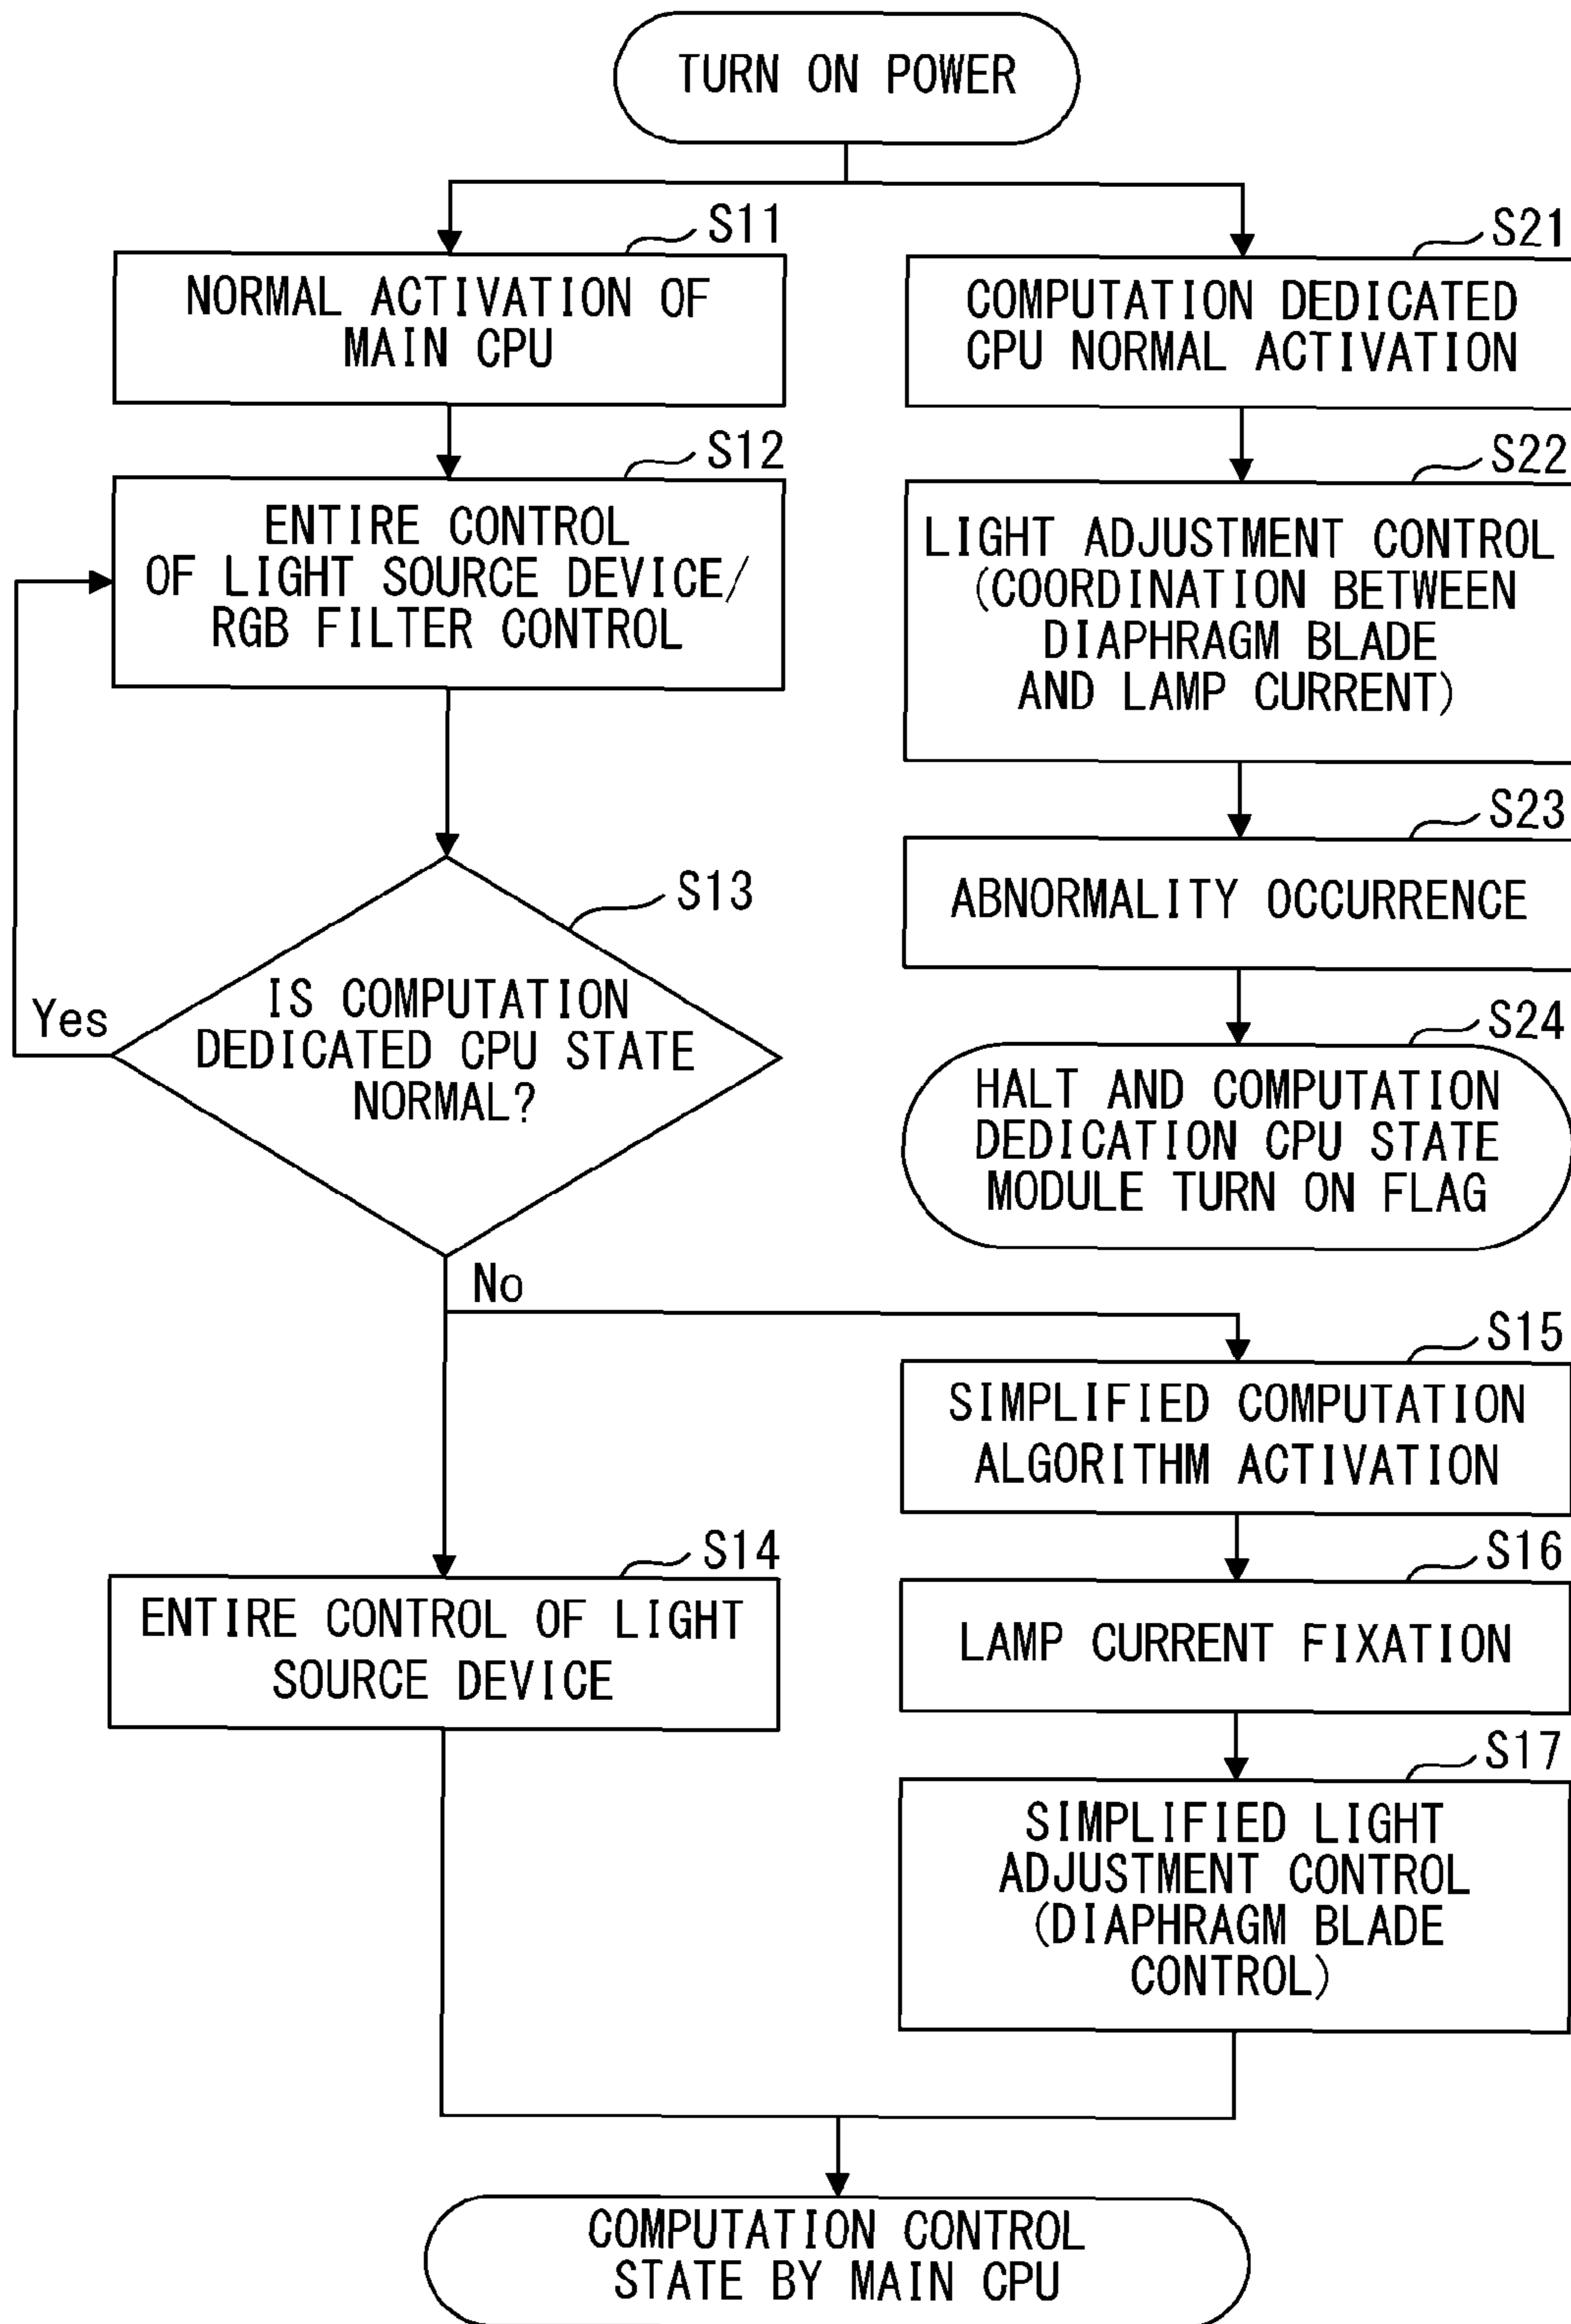 TURN ON POWER
S11
NORMAL ACTIVATION OF
MAIN CPU
S12
ENTIRE CONTROL
OF LIGHT SOURCE DEVICE/
RGB FILTER CONTROL
S13
IS COMPUTATION
DEDICATED CPU STATE
NORMAL?
Yes
No
S21
COMPUTATION DEDICATED
CPU NORMAL ACTIVATION
S22
LIGHT ADJUSTMENT CONTROL
(COORDINATION BETWEEN
DIAPHRAGM BLADE
AND LAMP CURRENT)
S23
ABNORMALITY OCCURRENCE
S24
HALT AND COMPUTATION
DEDICATION CPU STATE
MODULE TURN ON FLAG
S14
ENTIRE CONTROL OF LIGHT
SOURCE DEVICE
S15
SIMPLIFIED COMPUTATION
ALGORITHM ACTIVATION
S16
LAMP CURRENT FIXATION
S17
SIMPLIFIED LIGHT
ADJUSTMENT CONTROL
(DIAPHRAGM BLADE
CONTROL)
COMPUTATION CONTROL
STATE BY MAIN CPU